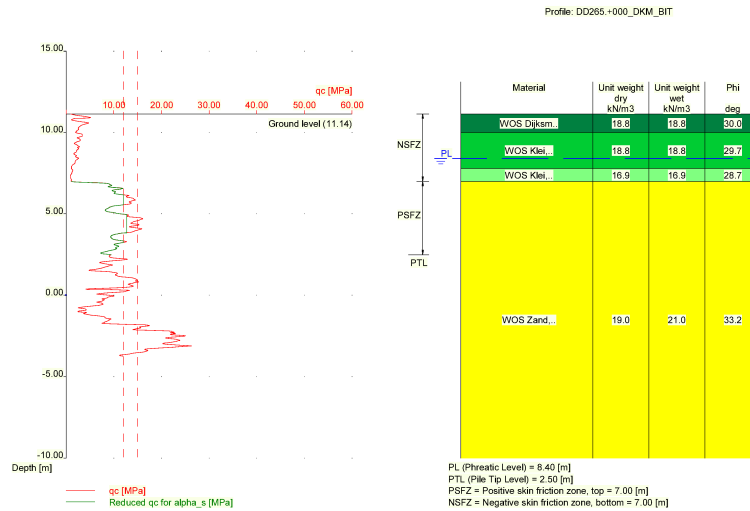 Profile: DD265.+000_DKM_BIT
15.00
10.00 20.00 30.00 40.00 50.00 60.00
qc [MPa]
Ground level (11.14)
10.00
5.00
0.00
-5.00
-10.00
Depth [m]
qc [MPa]
Reduced qc for alpha_s [MPa]
NSFZ
PL
PSFZ
PTL
Material Unit weight dry kN/m3 Unit weight wet kN/m3 Phi deg
WOS Dijksm.. 18.8 18.8 30.0
WOS Klei,.. 18.8 18.8 29.7
WOS Klei,.. 16.9 16.9 28.7
WOS Zand,.. 19.0 21.0 33.2
PL (Phreatic Level) = 8.40 [m]
PTL (Pile Tip Level) = 2.50 [m]
PSFZ = Positive skin friction zone, top = 7.00 [m]
NSFZ = Negative skin friction zone, bottom = 7.00 [m]